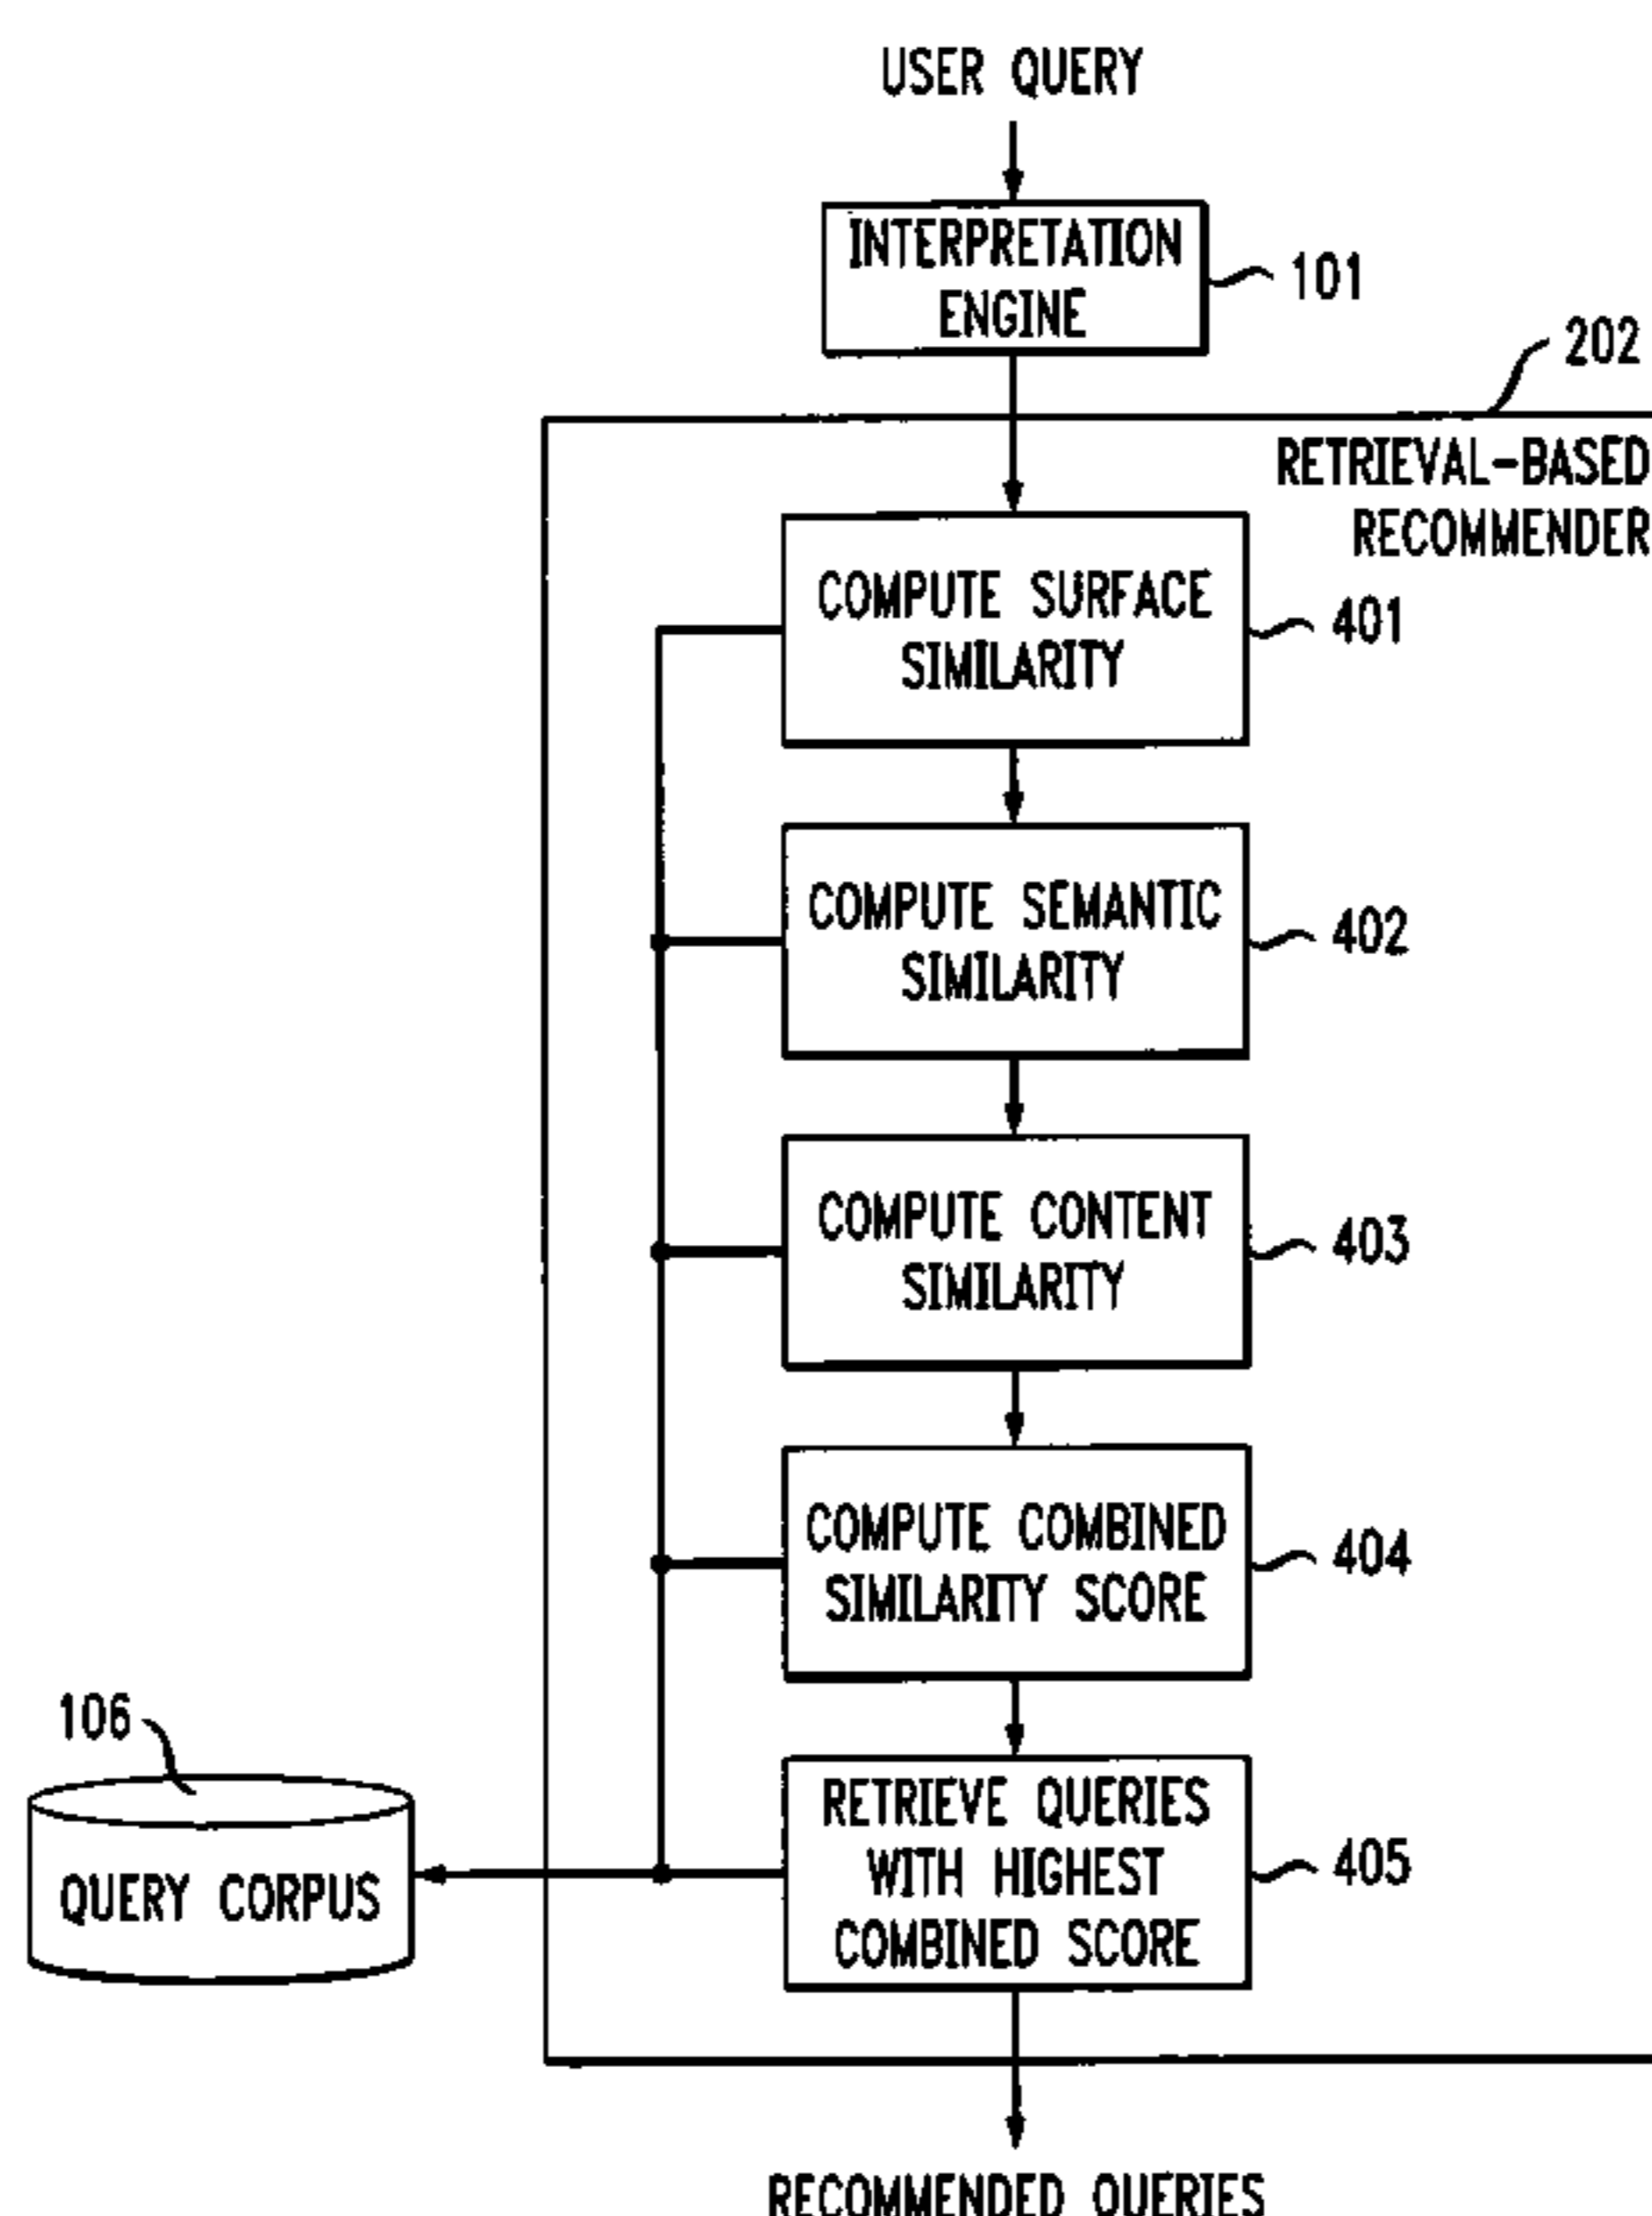 USER QUERY
INTERPRETATION
ENGINE
101
202
RETRIEVAL-BASED
RECOMMENDER
COMPUTE SURFACE
SIMILARITY
401
COMPUTE SEMANTIC
SIMILARITY
402
COMPUTE CONTENT
SIMILARITY
403
COMPUTE COMBINED
SIMILARITY SCORE
404
106
QUERY CORPUS
RETRIEVE QUERIES
WITH HIGHEST
COMBINED SCORE
405
RECOMMENDED QUERIES